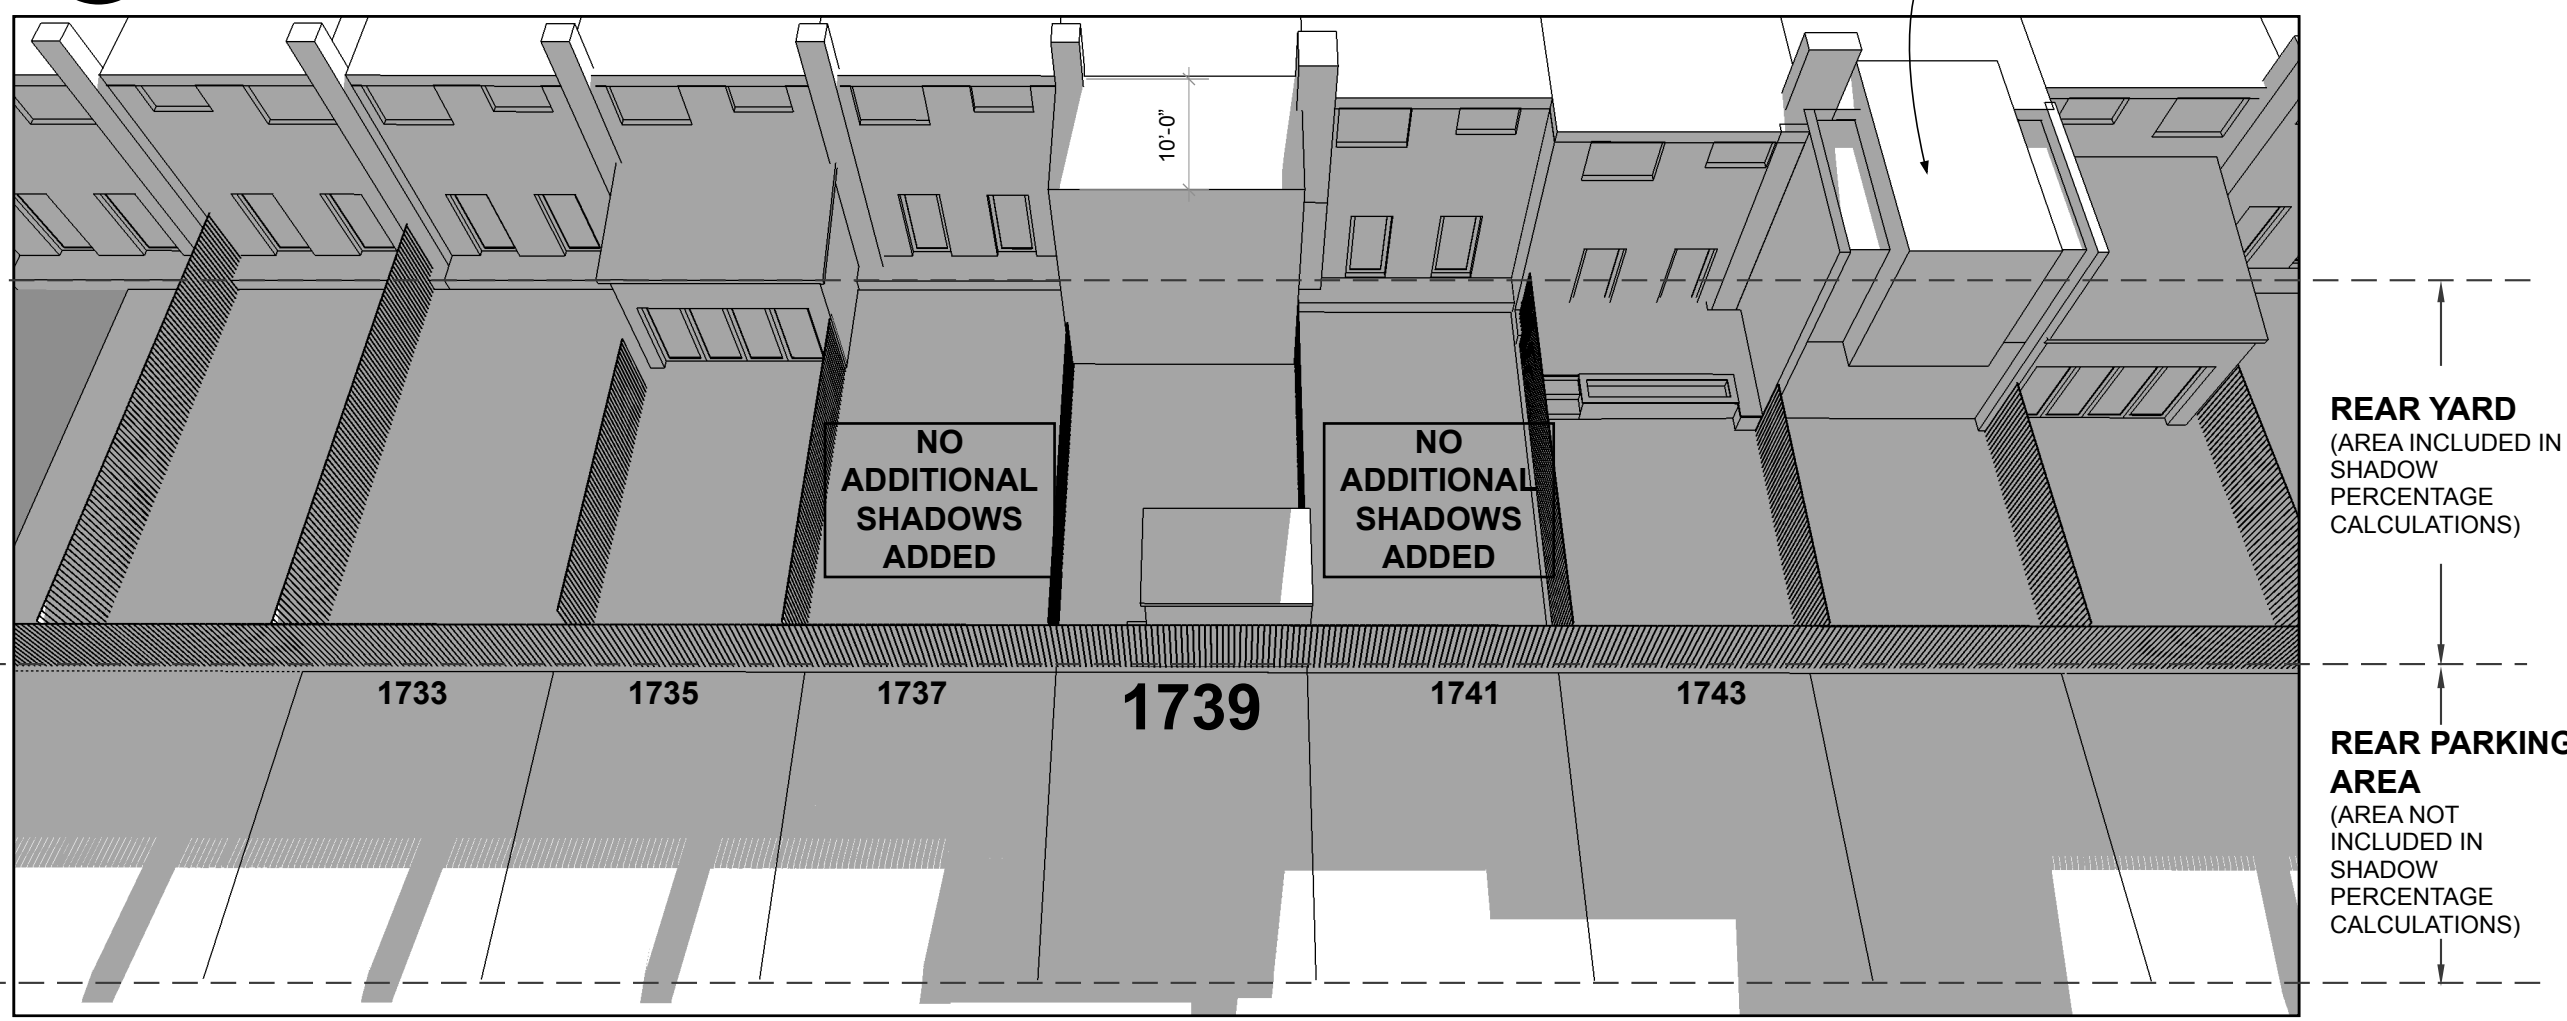 10'-0"
NO
ADDITIONAL
SHADOWS
ADDED
NO
ADDITIONAL
SHADOWS
ADDED
REAR YARD
(AREA INCLUDED IN
SHADOW
PERCENTAGE
CALCULATIONS)
1733
1735
1737
1739
1741
1743
REAR PARKING
AREA
(AREA NOT
INCLUDED IN
SHADOW
PERCENTAGE
CALCULATIONS)